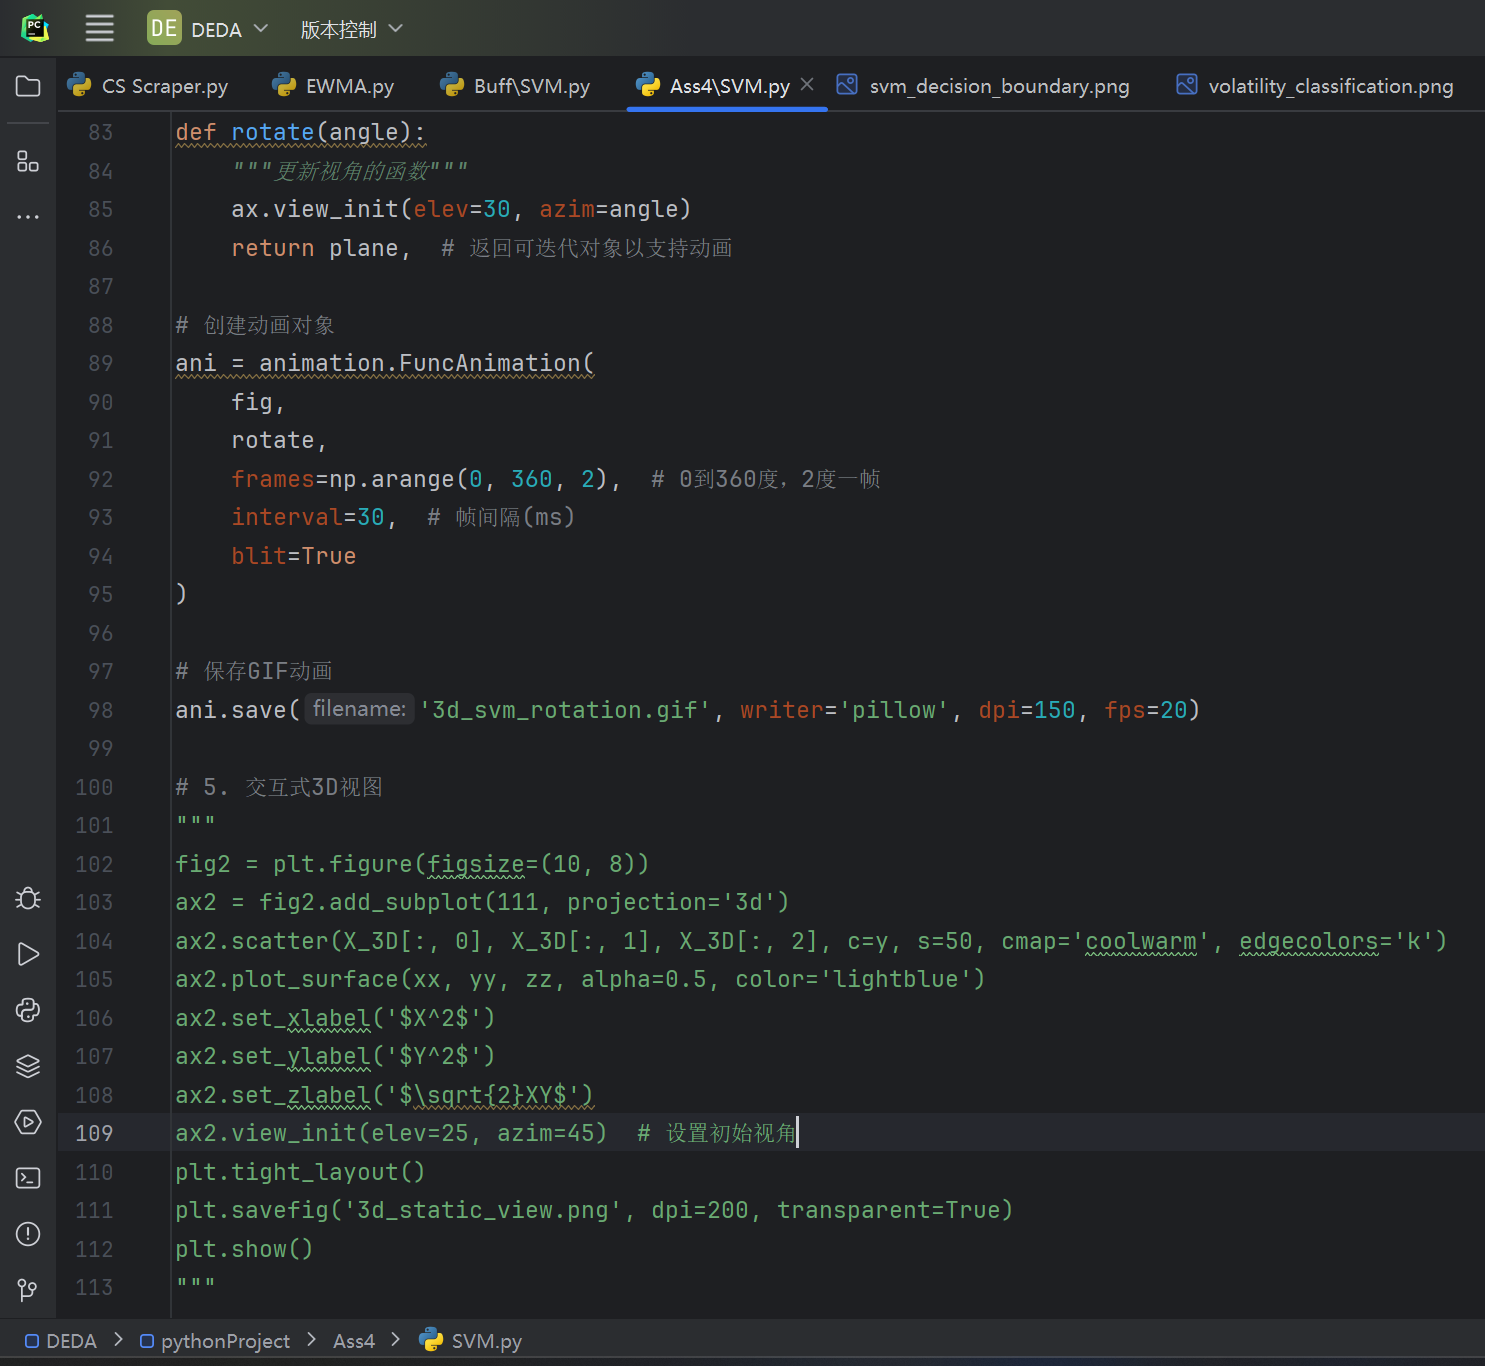 PC
DE DEDA 版本控制
CS Scraper.py EWMA.py Buff\SVM.py Ass4\SVM.py svm_decision_boundary.png volatility_classification.png
83 def rotate(angle):
84     """更新视角的函数"""
85     ax.view_init(elev=30, azim=angle)
86     return plane,  # 返回可迭代对象以支持动画
87
88 # 创建动画对象
89 ani = animation.FuncAnimation(
90     fig,
91     rotate,
92     frames=np.arange(0, 360, 2),  # 0到360度，2度一帧
93     interval=30,  # 帧间隔(ms)
94     blit=True
95 )
96
97 # 保存GIF动画
98 ani.save( filename: '3d_svm_rotation.gif', writer='pillow', dpi=150, fps=20)
99
100 # 5. 交互式3D视图
101 """
102 fig2 = plt.figure(figsize=(10, 8))
103 ax2 = fig2.add_subplot(111, projection='3d')
104 ax2.scatter(X_3D[:, 0], X_3D[:, 1], X_3D[:, 2], c=y, s=50, cmap='coolwarm', edgecolors='k')
105 ax2.plot_surface(xx, yy, zz, alpha=0.5, color='lightblue')
106 ax2.set_xlabel('$X^2$')
107 ax2.set_ylabel('$Y^2$')
108 ax2.set_zlabel('$\sqrt{2}XY$')
109 ax2.view_init(elev=25, azim=45)  # 设置初始视角
110 plt.tight_layout()
111 plt.savefig('3d_static_view.png', dpi=200, transparent=True)
112 plt.show()
113 """
DEDA > pythonProject > Ass4 > SVM.py